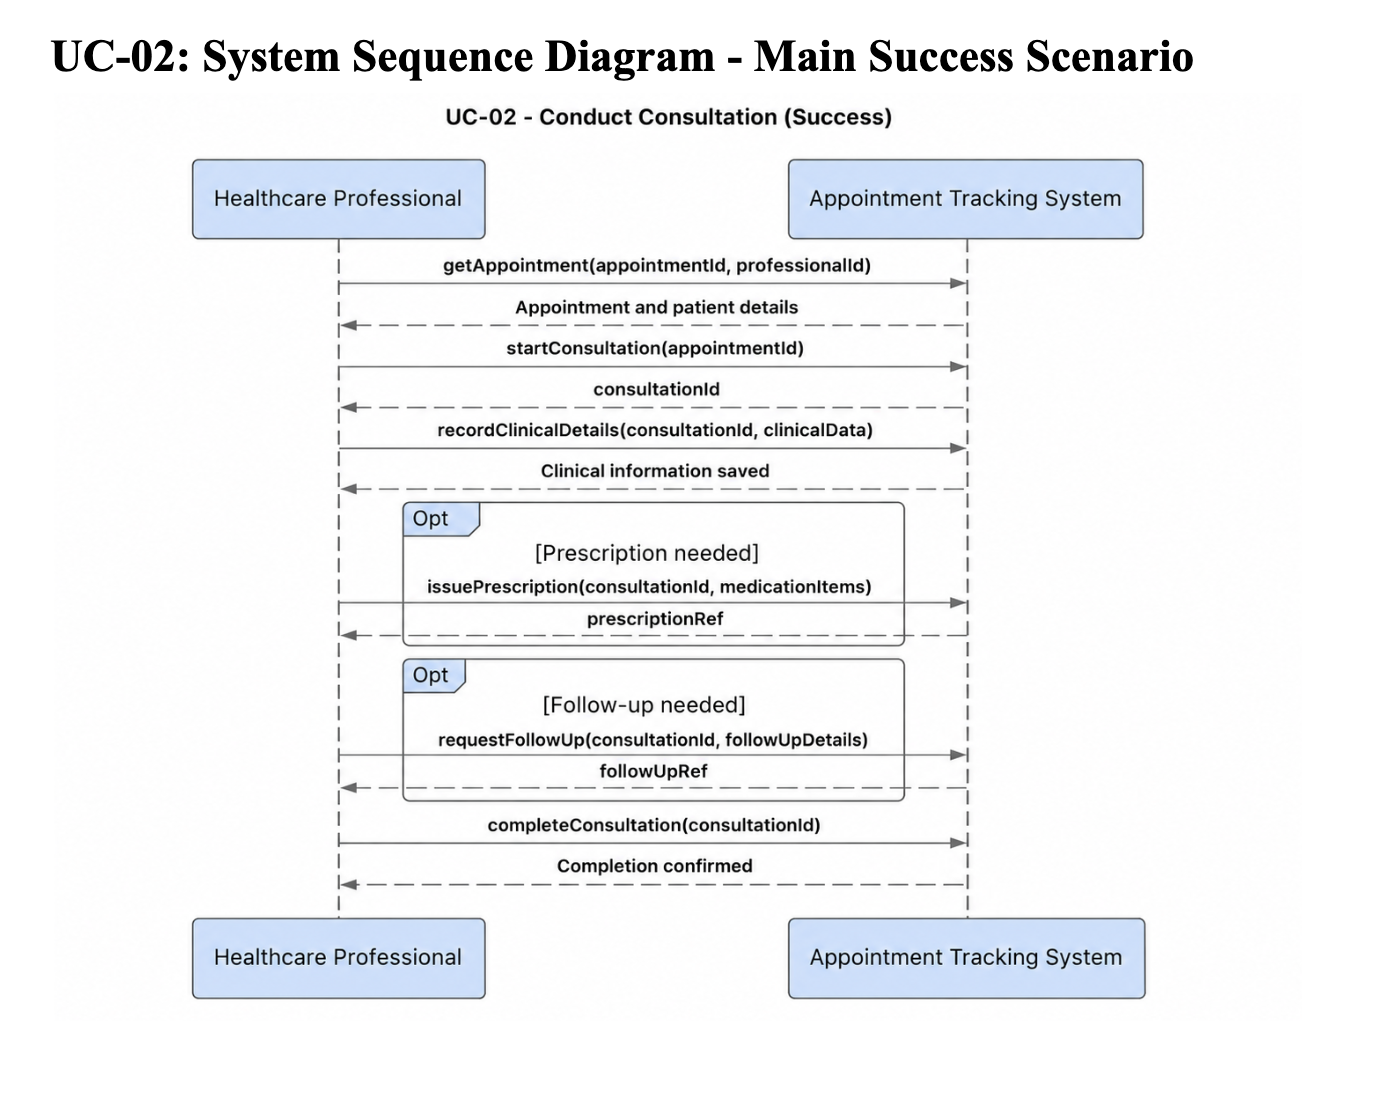 UC-02: System Sequence Diagram - Main Success Scenario
UC-02 - Conduct Consultation (Success)
Healthcare Professional
Appointment Tracking System
getAppointment(appointmentId, professionalId)
Appointment and patient details
startConsultation(appointmentId)
consultationId
recordClinicalDetails(consultationId, clinicalData)
Clinical information saved
Opt
[Prescription needed]
issuePrescription(consultationId, medicationItems)
prescriptionRef
Opt
[Follow-up needed]
requestFollowUp(consultationId, followUpDetails)
followUpRef
completeConsultation(consultationId)
Completion confirmed
Healthcare Professional
Appointment Tracking System